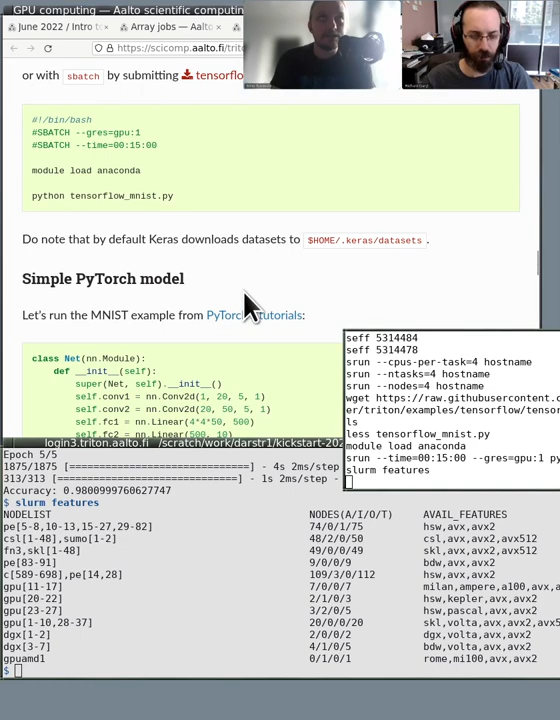 GPU computing — Aalto scientific computin
June 2022 / Intro t
Array jobs — Aalto
https://scicomp.aalto.fi/trito
or with sbatch by submitting tensorflo
#!/bin/bash
#SBATCH --gres=gpu:1
#SBATCH --time=00:15:00
module load anaconda
python tensorflow_mnist.py
Do note that by default Keras downloads datasets to $HOME/.keras/datasets .
Simple PyTorch model
Let's run the MNIST example from PyTorch tutorials:
class Net(nn.Module):
def __init__(self):
super(Net, self).__init__()
self.conv1 = nn.Conv2d(1, 20, 5, 1)
self.conv2 = nn.Conv2d(20, 50, 5, 1)
self.fc1 = nn.Linear(4*4*50, 500)
self.fc2 = nn.Linear(500, 10)
seff 5314484
seff 5314478
srun --cpus-per-task=4 hostname
srun --ntasks=4 hostname
srun --nodes=4 hostname
wget https://raw.githubusercontent.c
er/triton/examples/tensorflow/tensor
ls
less tensorflow_mnist.py
module load anaconda
srun --time=00:15:00 --gres=gpu:1 py
slurm features
login3.triton.aalto.fi /scratch/work/darstr1/kickstart-202
Epoch 5/5
1875/1875 [==============================] - 4s 2ms/step
313/313 [==============================] - 1s 2ms/step -
Accuracy: 0.9800999760627747
$ slurm features
NODELIST NODES(A/I/O/T) AVAIL_FEATURES
pe[5-8,10-13,15-27,29-82] 74/0/1/75 hsw,avx,avx2
csl[1-48],sumo[1-2] 48/2/0/50 csl,avx,avx2,avx512
fn3,skl[1-48] 49/0/0/49 skl,avx,avx2,avx512
pe[83-91] 9/0/0/9 bdw,avx,avx2
c[589-698],pe[14,28] 109/3/0/112 hsw,avx,avx2
gpu[11-17] 7/0/0/7 milan,ampere,a100,avx,a
gpu[20-22] 2/1/0/3 hsw,kepler,avx,avx2
gpu[23-27] 3/2/0/5 hsw,pascal,avx,avx2
gpu[1-10,28-37] 20/0/0/20 skl,volta,avx,avx2,avx5
dgx[1-2] 2/0/0/2 dgx,volta,avx,avx2
dgx[3-7] 4/1/0/5 bdw,volta,avx,avx2
gpuamd1 0/1/0/1 rome,mi100,avx,avx2
$